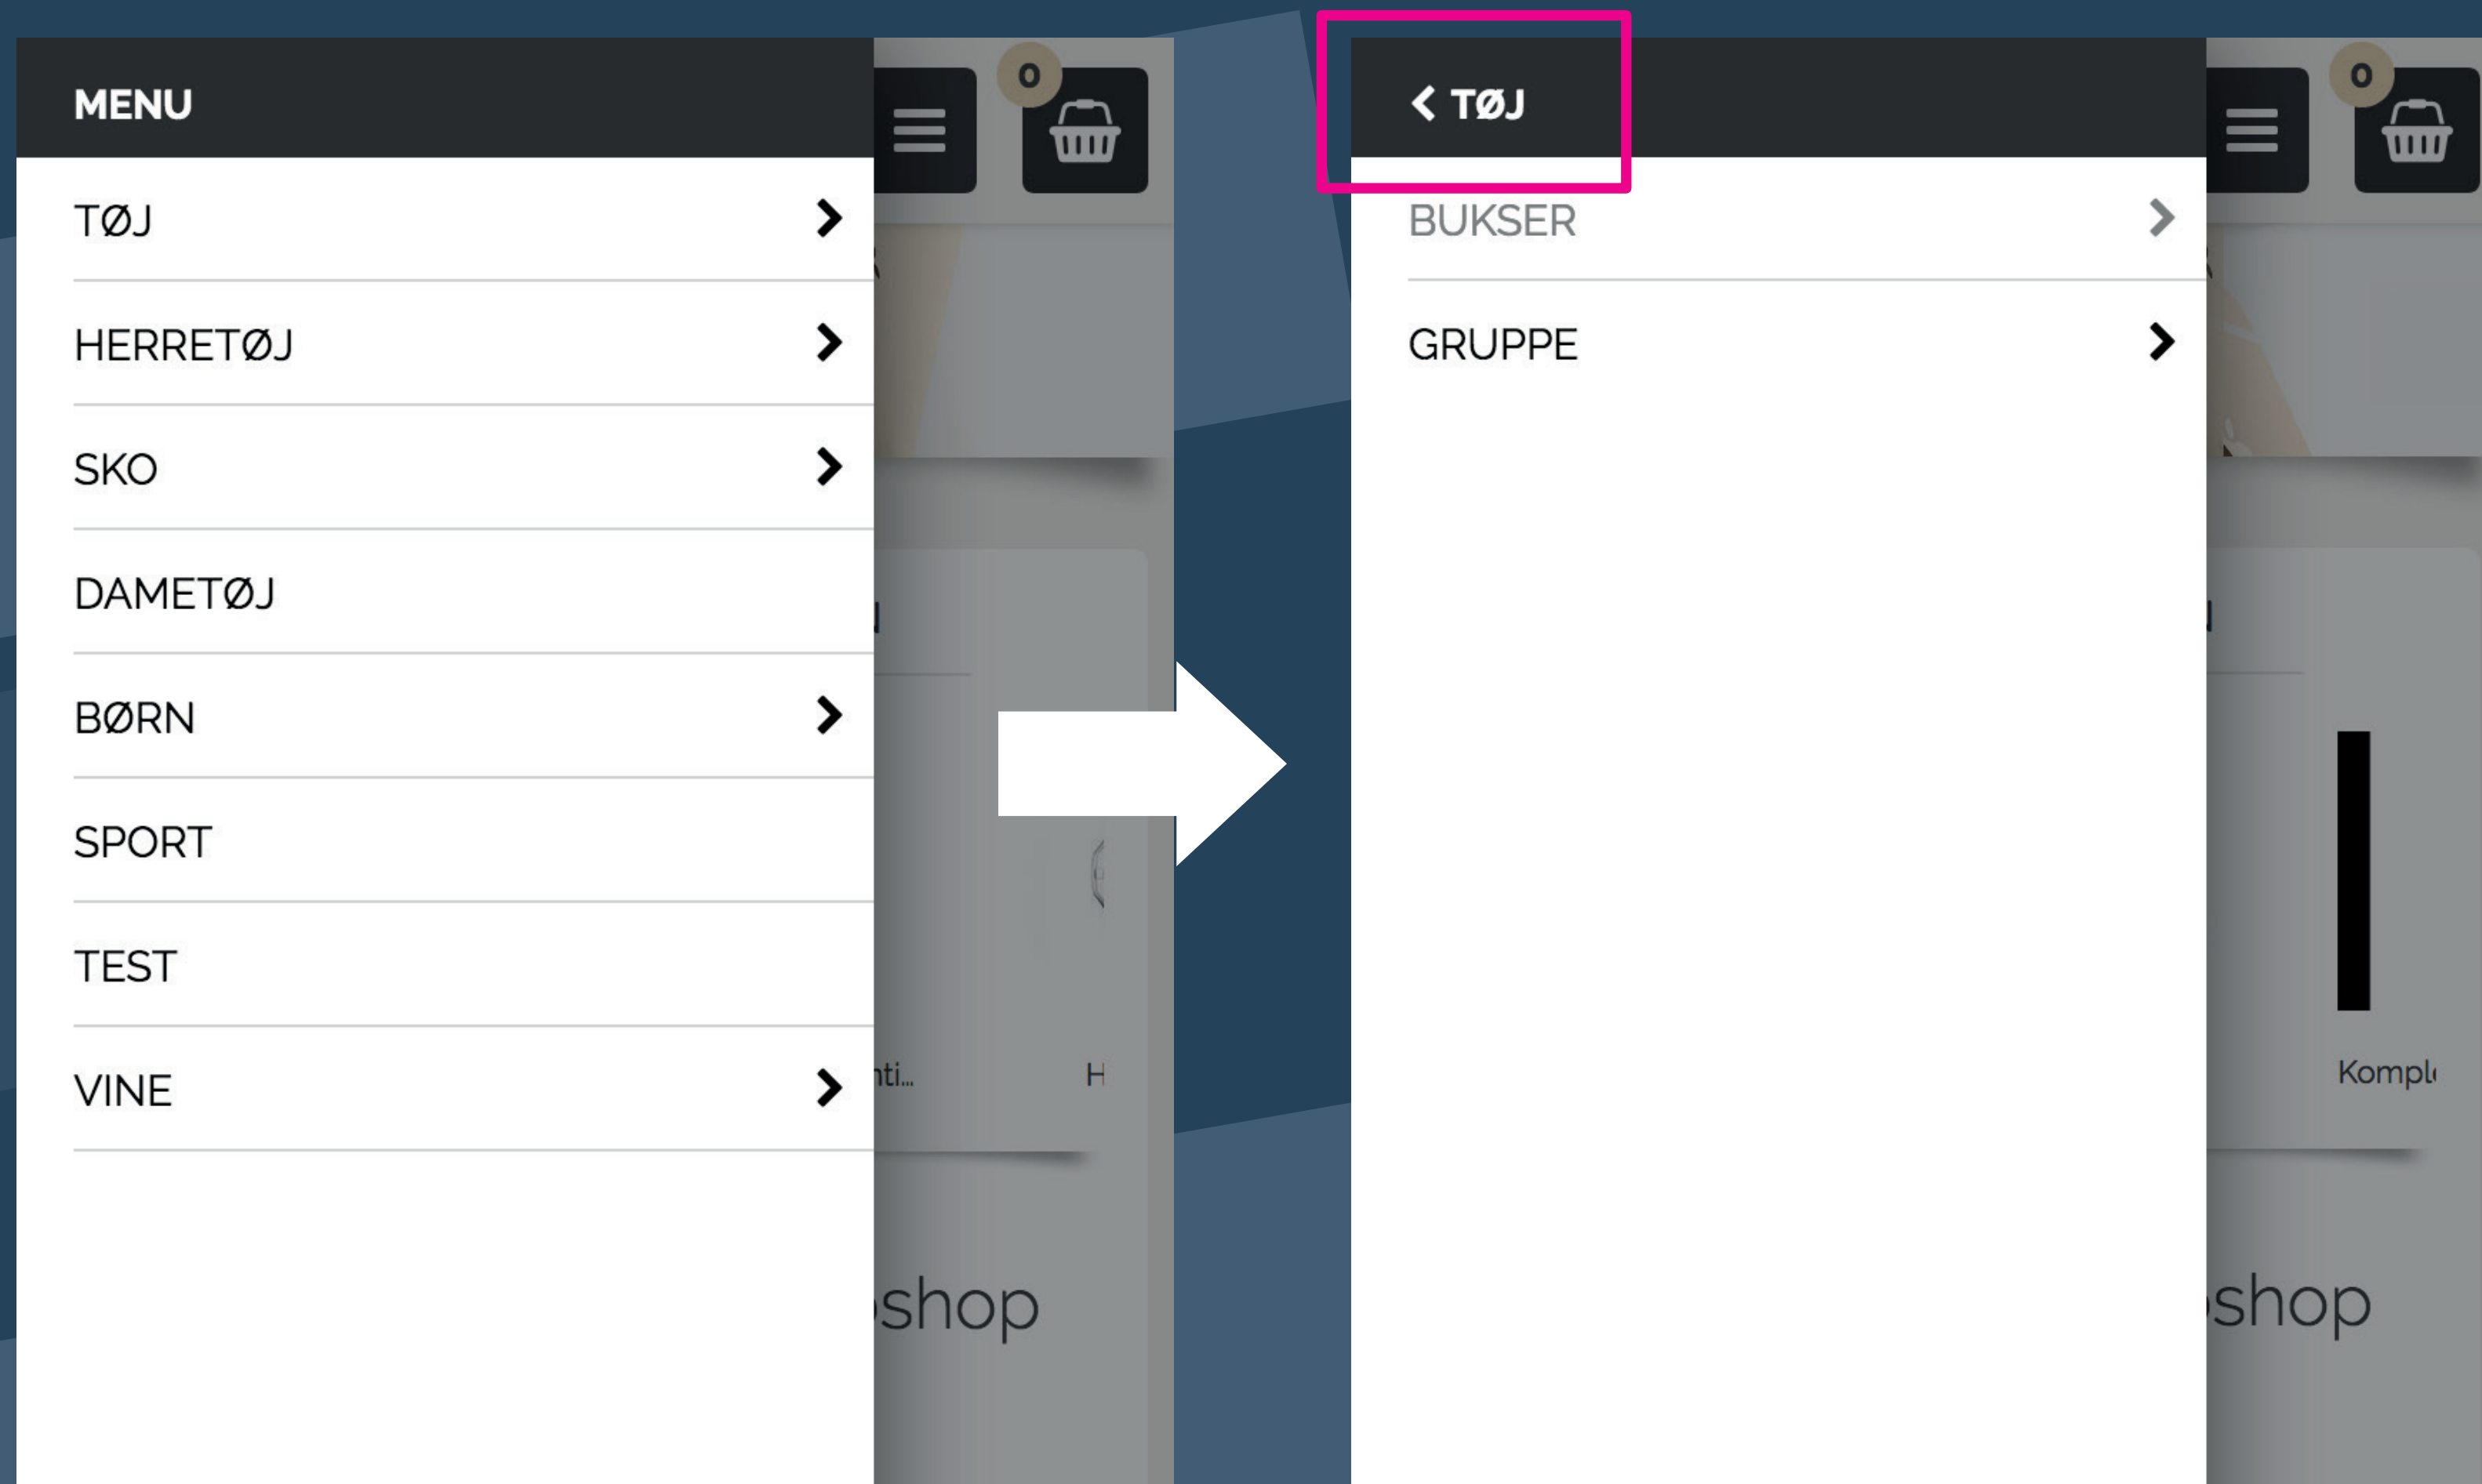 MENU
0
TØJ
HERRETØJ
SKO
DAMETØJ
BØRN
SPORT
TEST
VINE
shop
TØJ
0
BUKSER
GRUPPE
shop